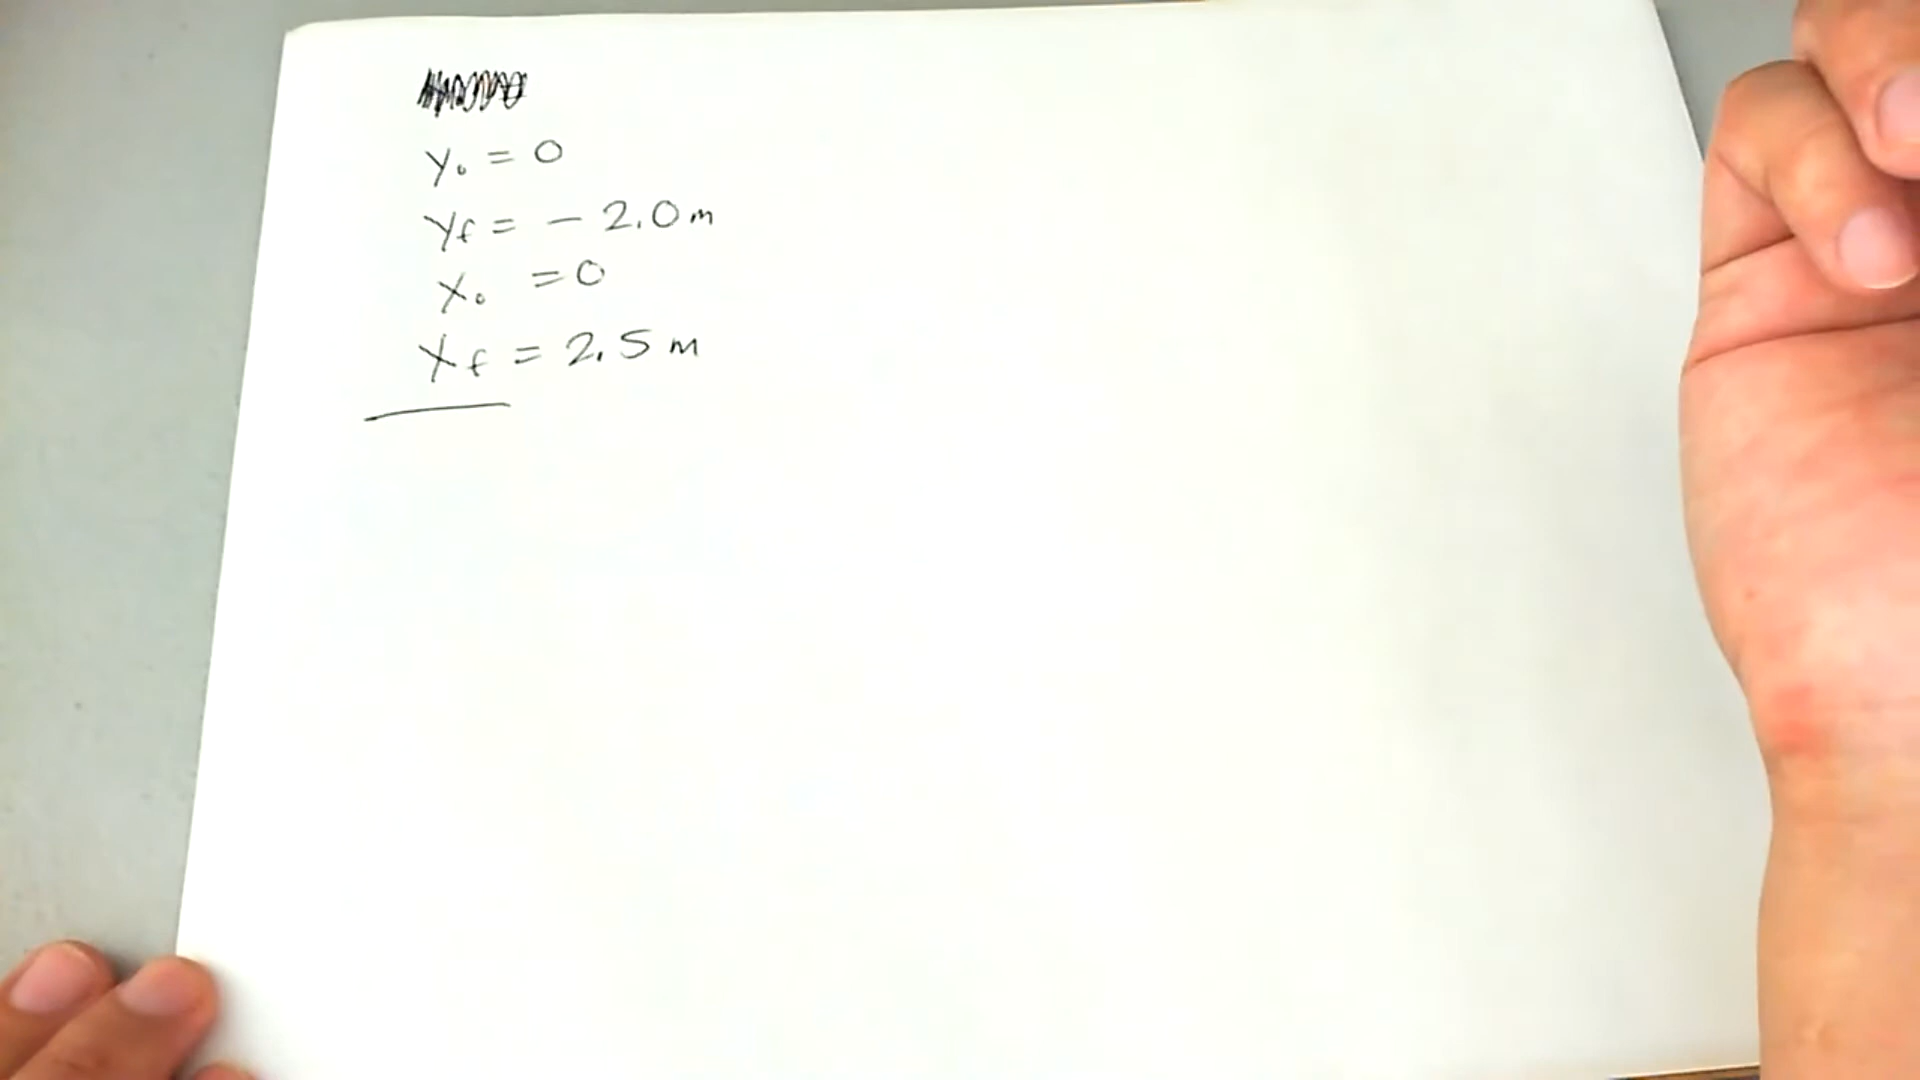 y₀ = 0
yf = - 2.0 m
x₀ = 0
xf = 2.5 m